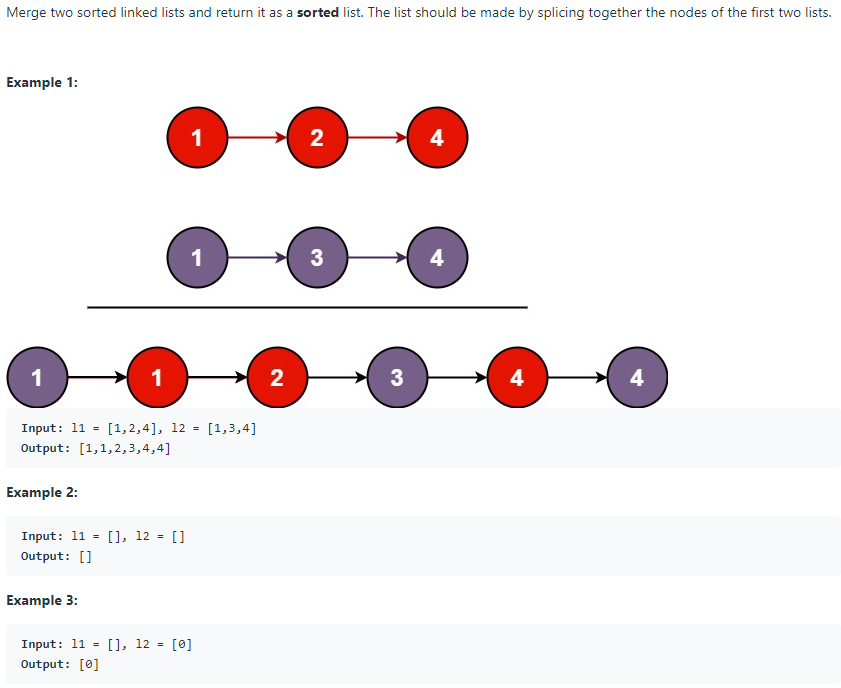 Merge two sorted linked lists and return it as a sorted list. The list should be made by splicing together the nodes of the first two lists.
Example 1:
1 2 4
1 3 4
1 1 2 3 4 4
Input: l1 = [1,2,4], l2 = [1,3,4]
Output: [1,1,2,3,4,4]
Example 2:
Input: l1 = [], l2 = []
Output: []
Example 3:
Input: l1 = [], l2 = [0]
Output: [0]